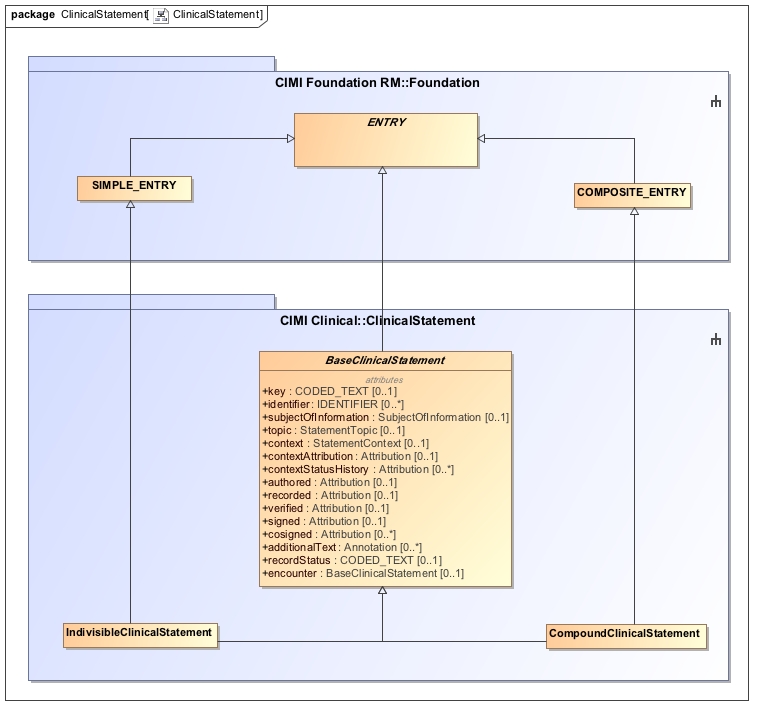 package ClinicalStatement[ ClinicalStatement]
CIMI Foundation RM::Foundation
ENTRY
SIMPLE_ENTRY
COMPOSITE_ENTRY
CIMI Clinical::ClinicalStatement
BaseClinicalStatement
attributes
+key : CODED_TEXT [0..1]
+identifier : IDENTIFIER [0..*]
+subjectOfInformation : SubjectOfInformation [0..1]
+topic : StatementTopic [0..1]
+context : StatementContext [0..1]
+contextAttribution : Attribution [0..1]
+contextStatusHistory : Attribution [0..*]
+authored : Attribution [0..1]
+recorded : Attribution [0..1]
+verified : Attribution [0..1]
+signed : Attribution [0..1]
+cosigned : Attribution [0..*]
+additionalText : Annotation [0..*]
+recordStatus : CODED_TEXT [0..1]
+encounter : BaseClinicalStatement [0..1]
IndivisibleClinicalStatement
CompoundClinicalStatement